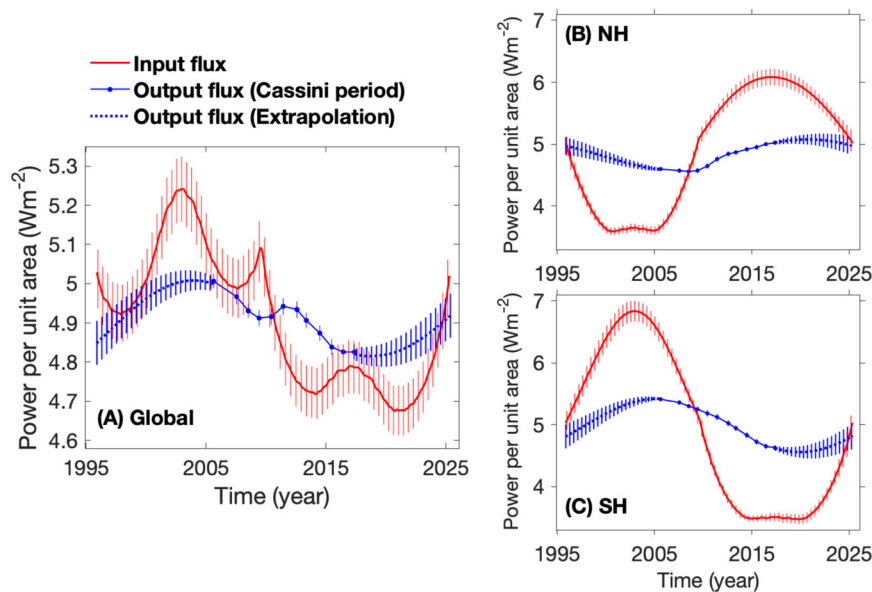 Input flux
Output flux (Cassini period)
Output flux (Extrapolation)
Power per unit area (Wm⁻²)
5.3
5.2
5.1
5
4.9
4.8
4.7
4.6
(A) Global
1995
2005
2015
2025
Time (year)
Power per unit area (Wm⁻²)
7
6
5
4
(B) NH
1995
2005
2015
2025
Power per unit area (Wm⁻²)
7
6
5
4
(C) SH
1995
2005
2015
2025
Time (year)